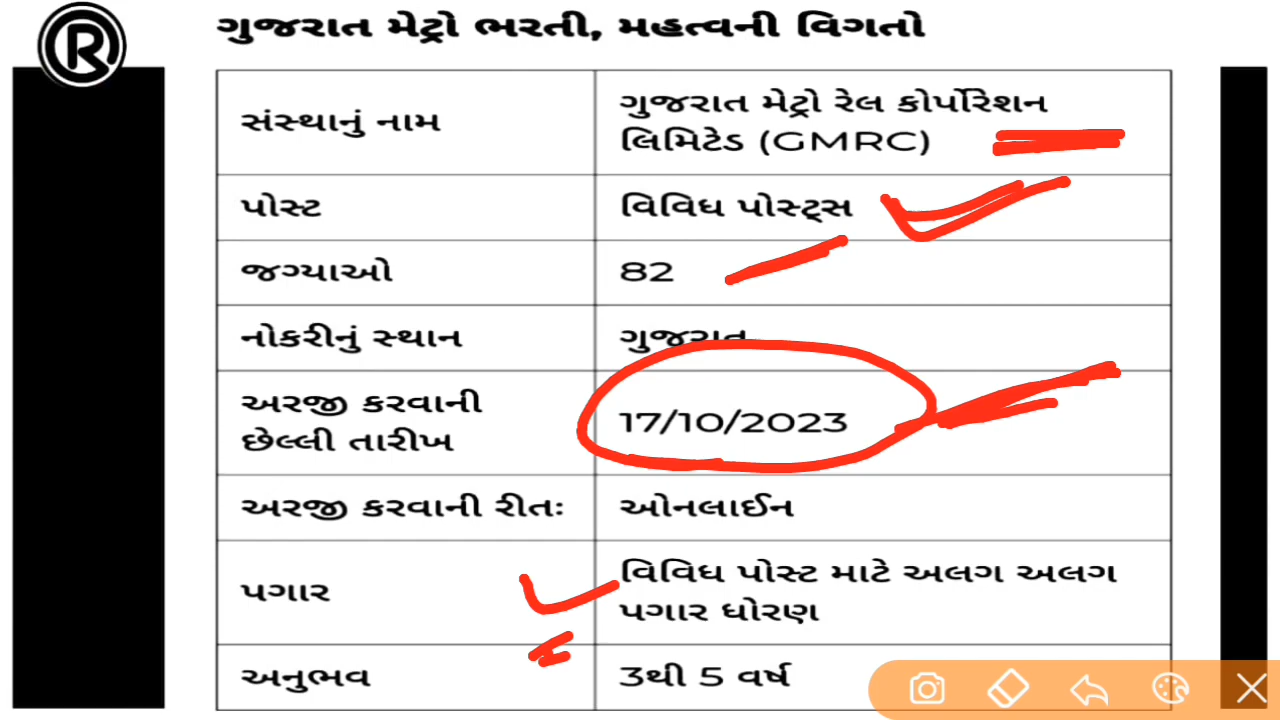 R
ગુજરાત મેટ્રો ભરતી, મહત્વની વિગતો
સંસ્થાનું નામ
ગુજરાત મેટ્રો રેલ કોર્પોરેશન
લિમિટેડ (GMRC)
પોસ્ટ
વિવિધ પોસ્ટ્સ
જગ્યાઓ
82
નોકરીનું સ્થાન
ગુજરાત
અરજી કરવાની
છેલ્લી તારીખ
17/10/2023
અરજી કરવાની રીતઃ
ઓનલાઈન
પગાર
વિવિધ પોસ્ટ માટે અલગ અલગ
પગાર ધોરણ
અનુભવ
3થી 5 વર્ષ